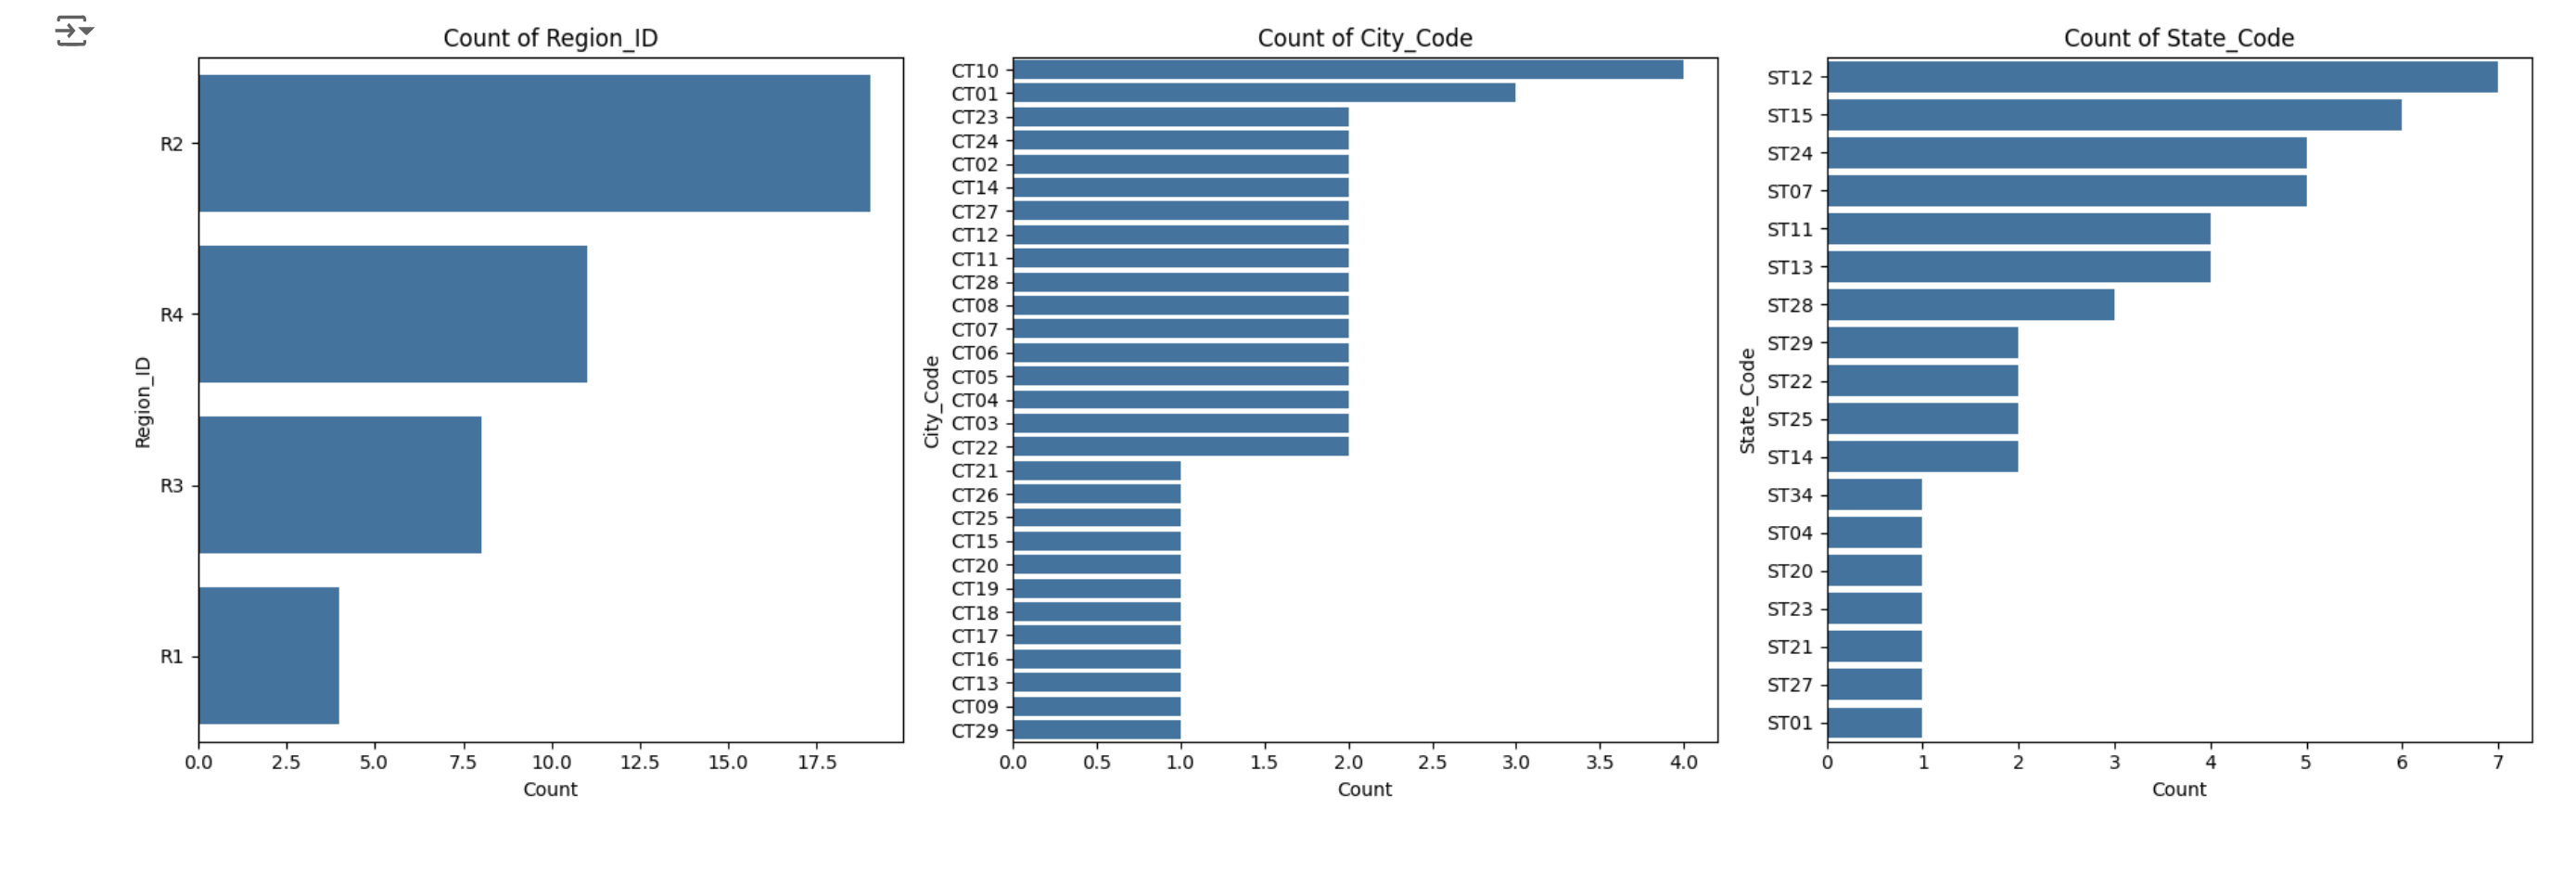 Count of Region_ID
Region_ID
R2
R4
R3
R1
0.0 2.5 5.0 7.5 10.0 12.5 15.0 17.5
Count
Count of City_Code
City_Code
CT10
CT01
CT23
CT24
CT02
CT14
CT27
CT12
CT11
CT28
CT08
CT07
CT06
CT05
CT04
CT03
CT22
CT21
CT26
CT25
CT15
CT20
CT19
CT18
CT17
CT16
CT13
CT09
CT29
0.0 0.5 1.0 1.5 2.0 2.5 3.0 3.5 4.0
Count
Count of State_Code
State_Code
ST12
ST15
ST24
ST07
ST11
ST13
ST28
ST29
ST22
ST25
ST14
ST34
ST04
ST20
ST23
ST21
ST27
ST01
0 1 2 3 4 5 6 7
Count